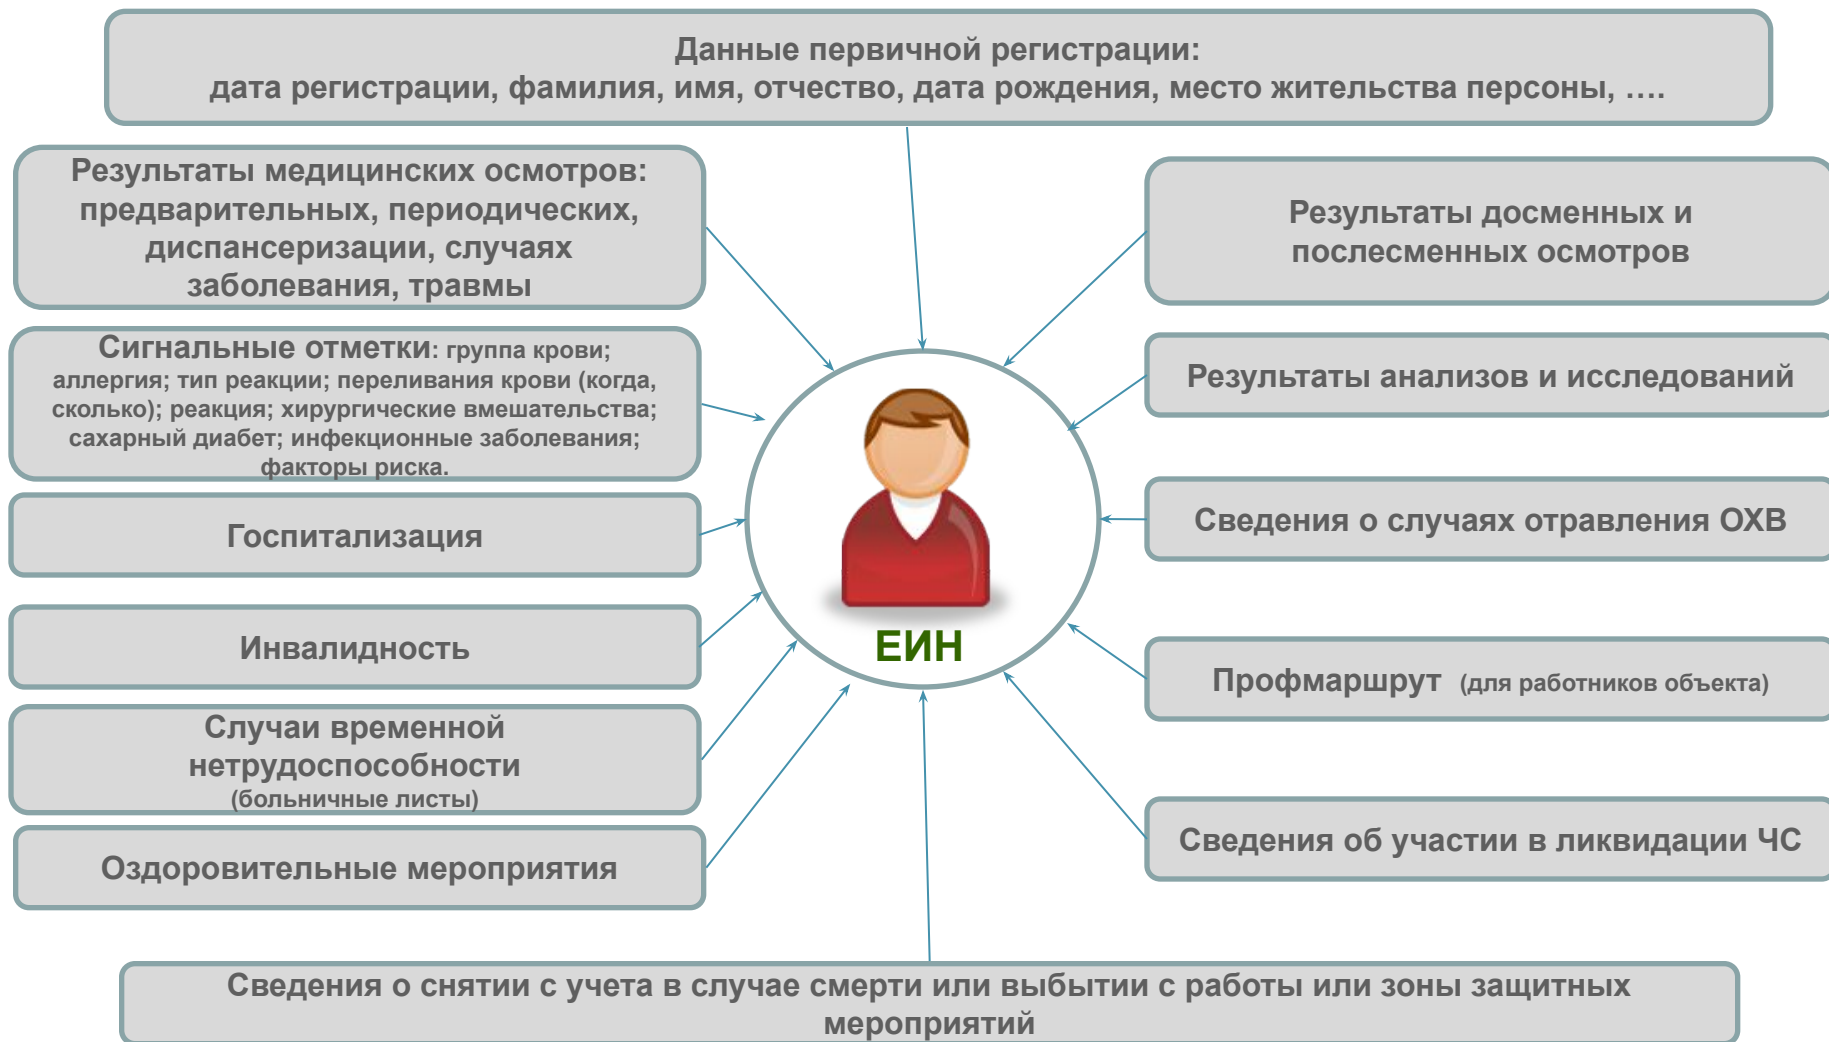 Данные первичной регистрации:
дата регистрации, фамилия, имя, отчество, дата рождения, место жительства персоны, ….
Результаты медицинских осмотров:
предварительных, периодических,
диспансеризации, случаях
заболевания, травмы
Сигнальные отметки: группа крови;
аллергия; тип реакции; переливания крови (когда,
сколько); реакция; хирургические вмешательства;
сахарный диабет; инфекционные заболевания;
факторы риска.
Госпитализация
Инвалидность
Случаи временной
нетрудоспособности
(больничные листы)
Оздоровительные мероприятия
ЕИН
Результаты досменных и
послесменных осмотров
Результаты анализов и исследований
Сведения о случаях отравления ОХВ
Профмаршрут (для работников объекта)
Сведения об участии в ликвидации ЧС
Сведения о снятии с учета в случае смерти или выбытии с работы или зоны защитных
мероприятий